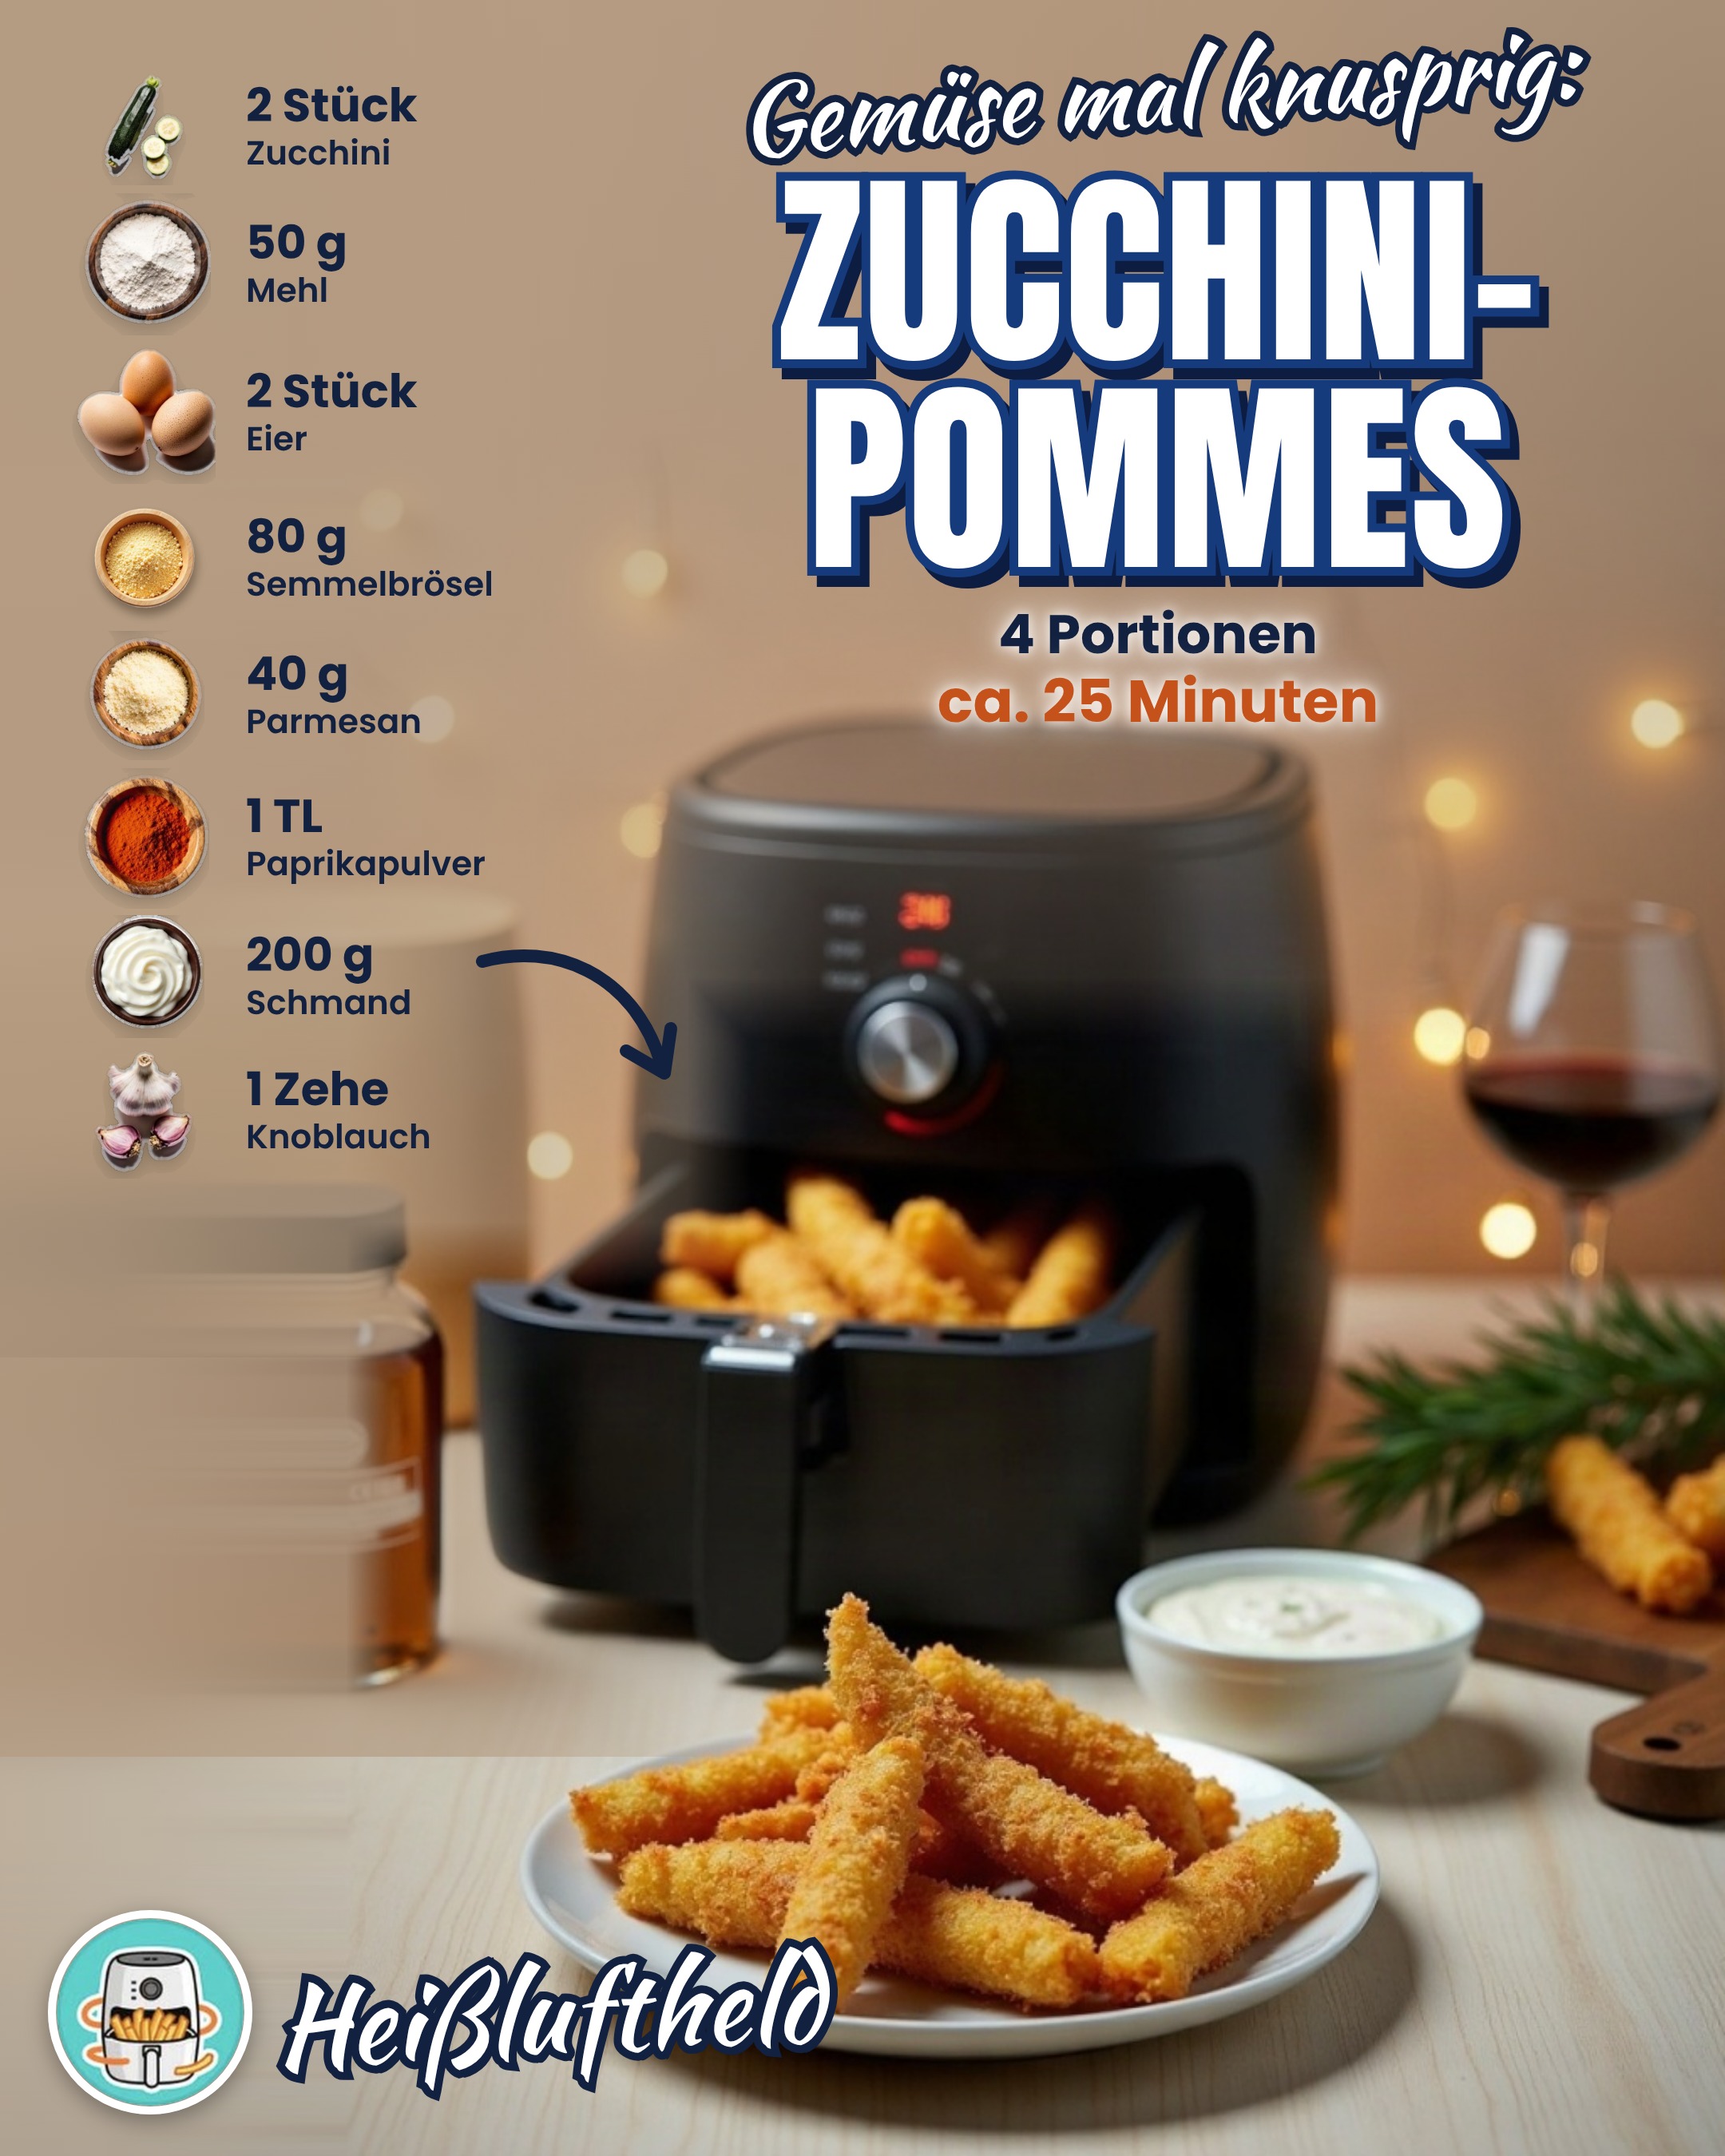 Gemüse mal knusprig:
ZUCCHINI-
POMMES
4 Portionen
ca. 25 Minuten
2 Stück
Zucchini
50 g
Mehl
2 Stück
Eier
80 g
Semmelbrösel
40 g
Parmesan
1 TL
Paprikapulver
200 g
Schmand
1 Zehe
Knoblauch
Heißluftheld